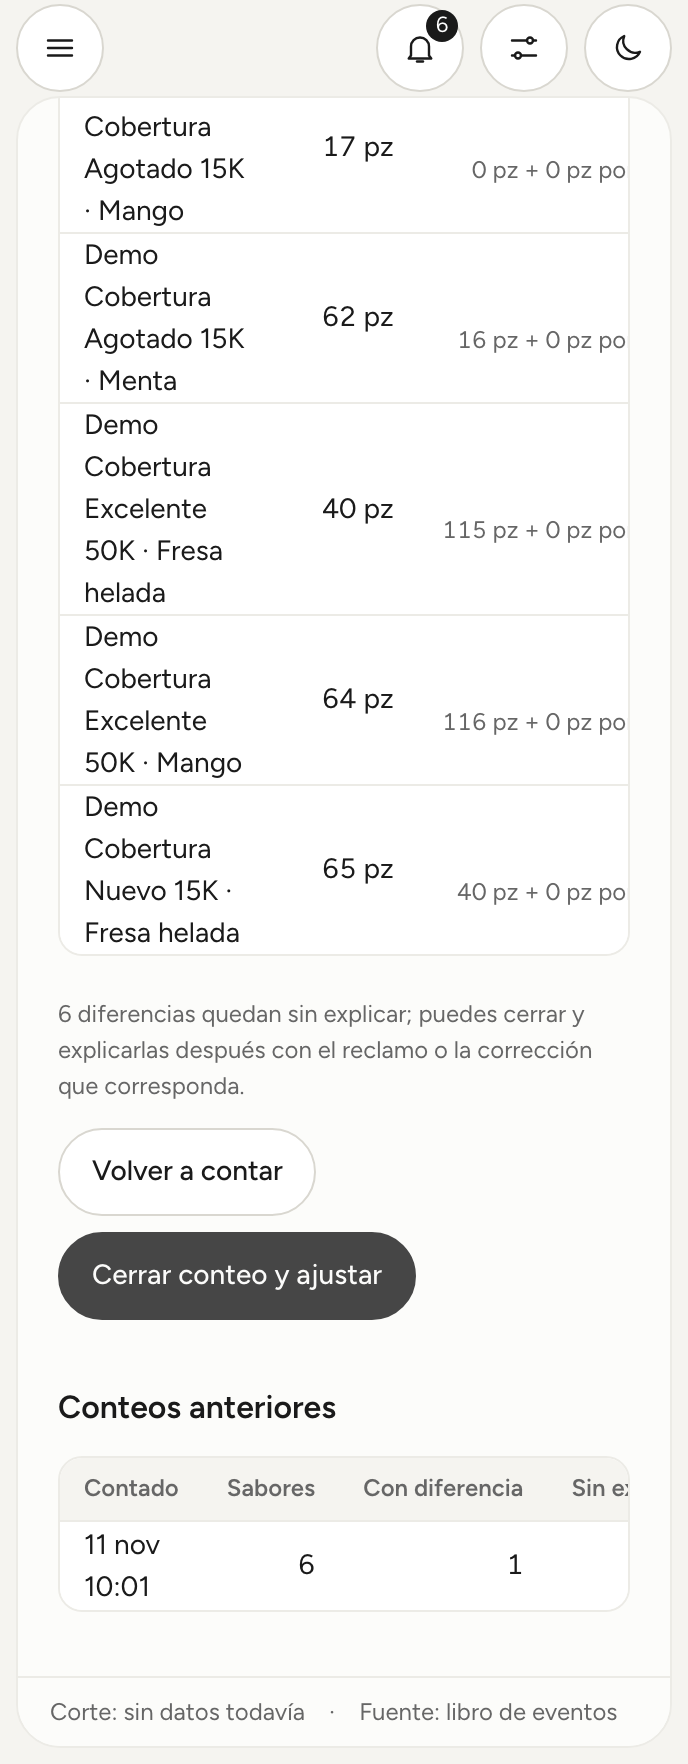 6
Cobertura
Agotado 15K
· Mango
17 pz
0 pz + 0 pz po
Demo
Cobertura
Agotado 15K
· Menta
62 pz
16 pz + 0 pz po
Demo
Cobertura
Excelente
50K · Fresa
helada
40 pz
115 pz + 0 pz po
Demo
Cobertura
Excelente
50K · Mango
64 pz
116 pz + 0 pz po
Demo
Cobertura
Nuevo 15K ·
Fresa helada
65 pz
40 pz + 0 pz po
6 diferencias quedan sin explicar; puedes cerrar y
explicarlas después con el reclamo o la corrección
que corresponda.
Volver a contar
Cerrar conteo y ajustar
Conteos anteriores
Contado Sabores Con diferencia Sin ex
11 nov
10:01
6
1
Corte: sin datos todavía · Fuente: libro de eventos